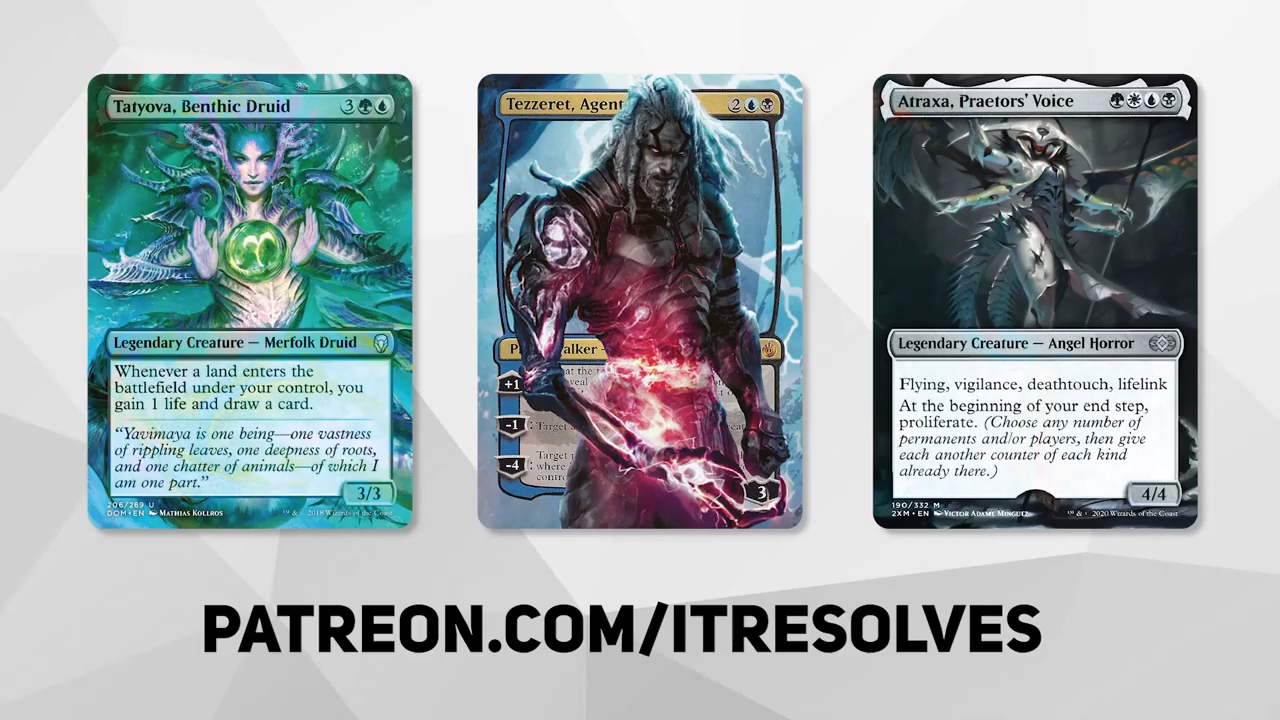 Tatyova, Benthic Druid 3
Legendary Creature — Merfolk Druid
Whenever a land enters the
battlefield under your control, you
gain 1 life and draw a card.
“Yavimaya is one being—one vastness
of rippling leaves, one deepness of roots,
and one chatter of animals—of which I
am one part.”
3/3
206/269 U
DOM • EN Mathias Kollros ™ & © 2018 Wizards of the Coast
Tezzeret, Agent 2
+1
-1
-4
Target
where
contro
3
Atraxa, Praetors' Voice
Legendary Creature — Angel Horror
Flying, vigilance, deathtouch, lifelink
At the beginning of your end step,
proliferate. (Choose any number of
permanents and/or players, then give
each another counter of each kind
already there.)
4/4
190/332 M
2XM • EN Victor Adame Minguez ™ & © 2020 Wizards of the Coast
PATREON.COM/ITRESOLVES